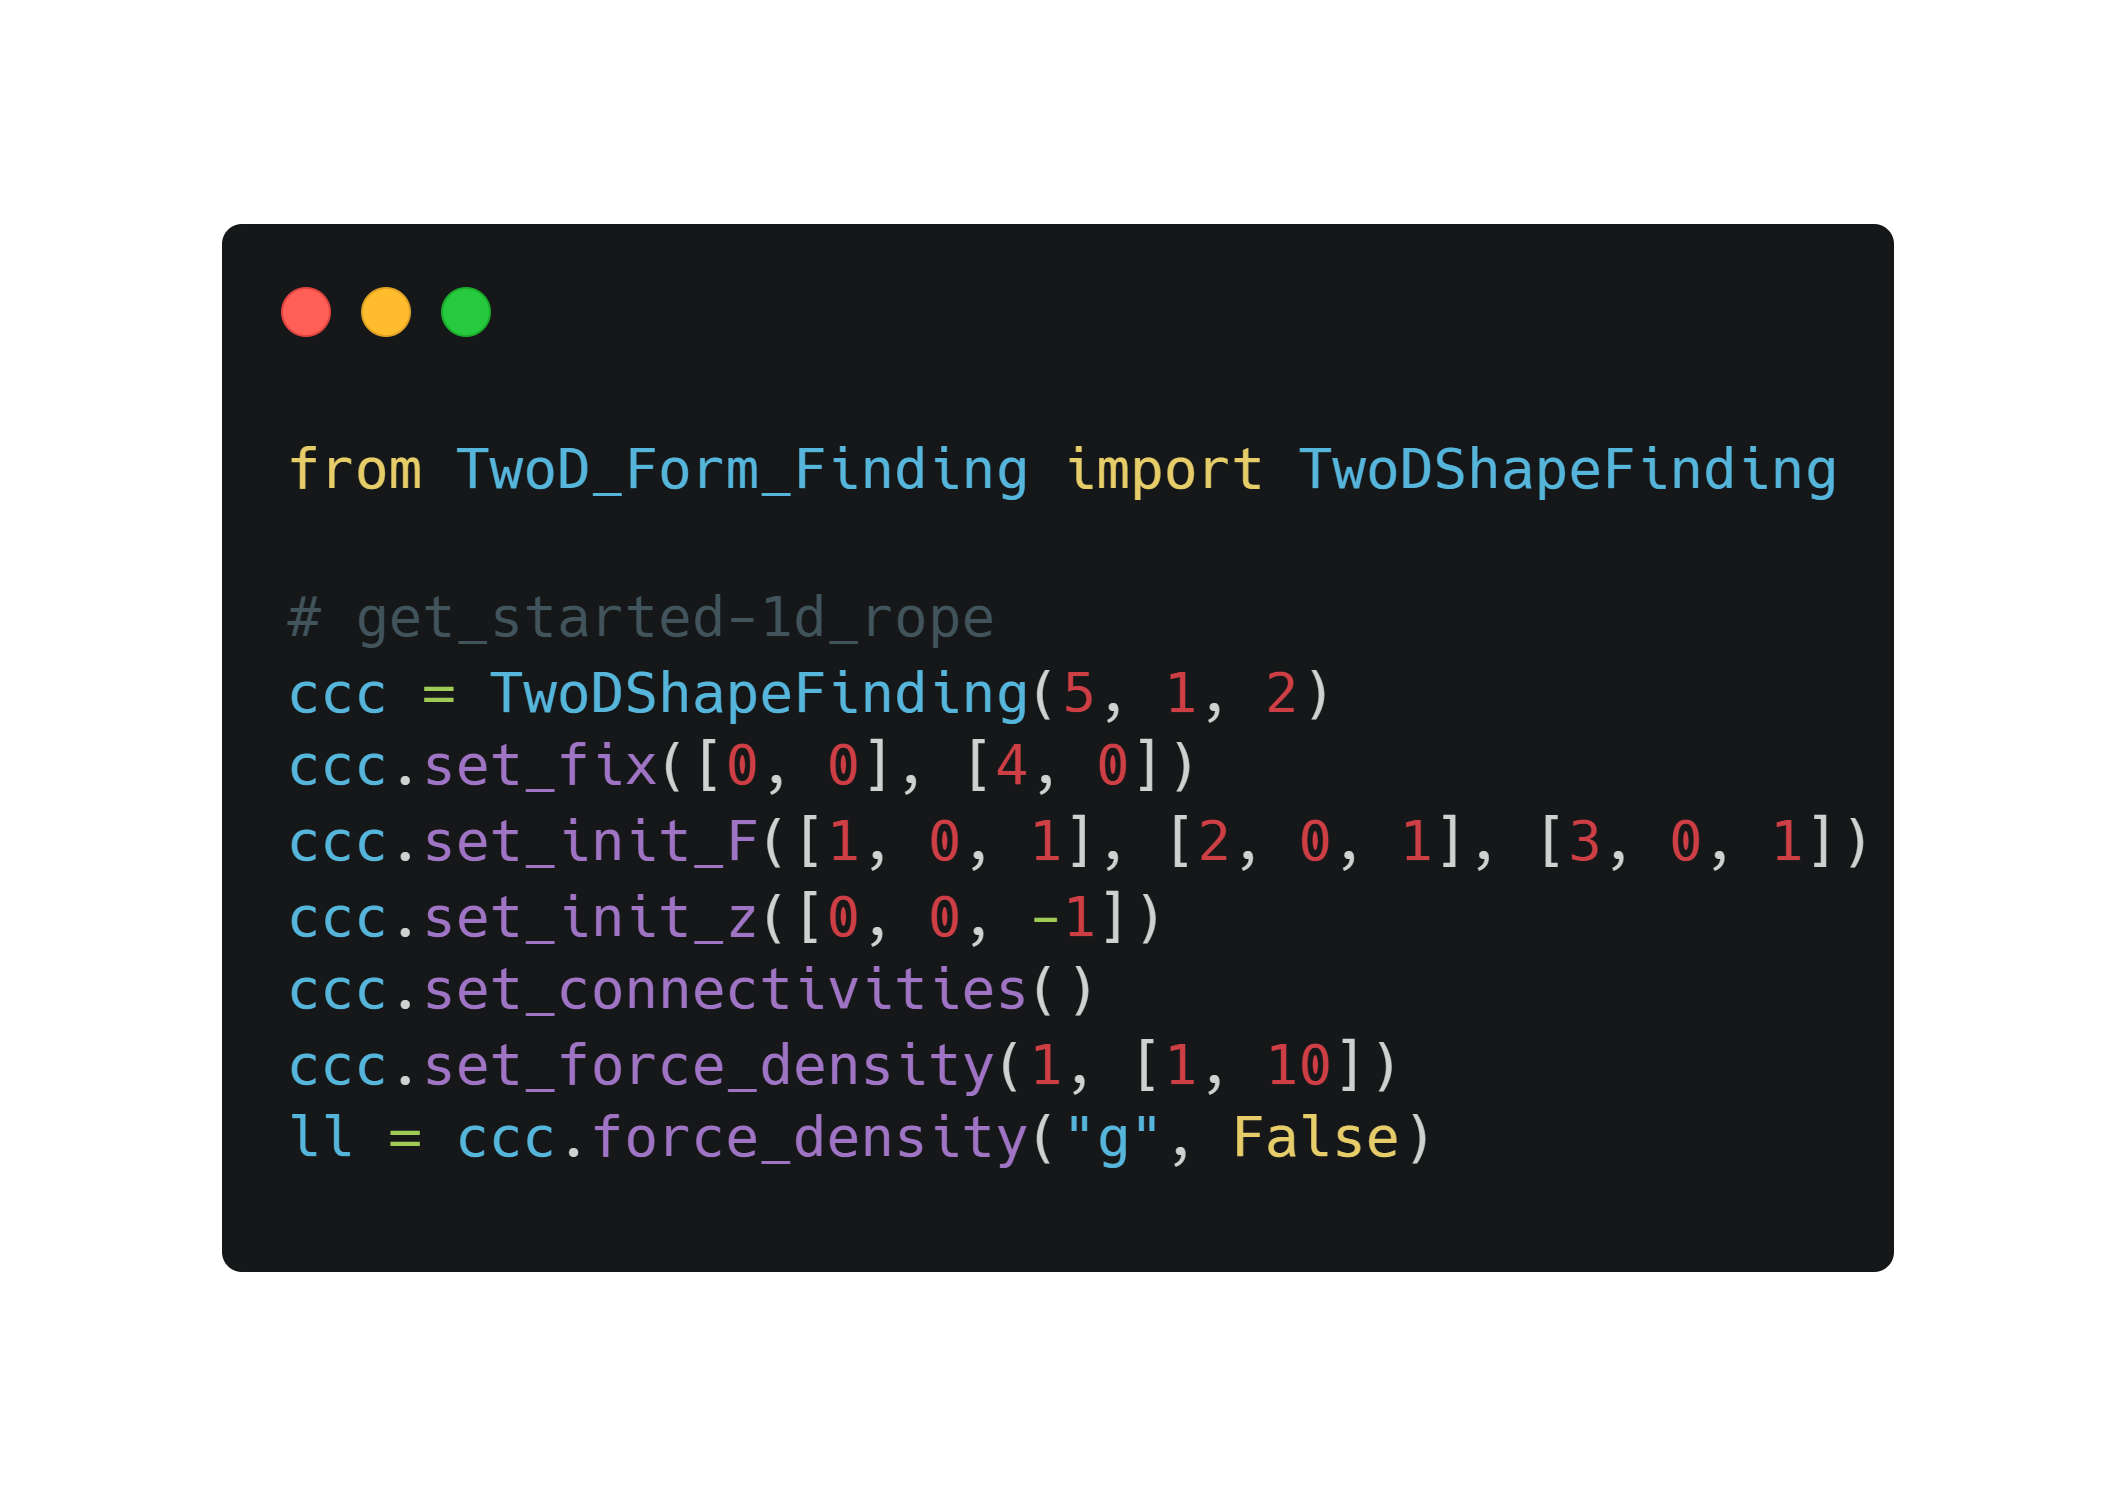 from TwoD_Form_Finding import TwoDShapeFinding
# get_started-1d_rope
ccc = TwoDShapeFinding(5, 1, 2)
ccc.set_fix([0, 0], [4, 0])
ccc.set_init_F([1, 0, 1], [2, 0, 1], [3, 0, 1])
ccc.set_init_z([0, 0, -1])
ccc.set_connectivities()
ccc.set_force_density(1, [1, 10])
ll = ccc.force_density("g", False)